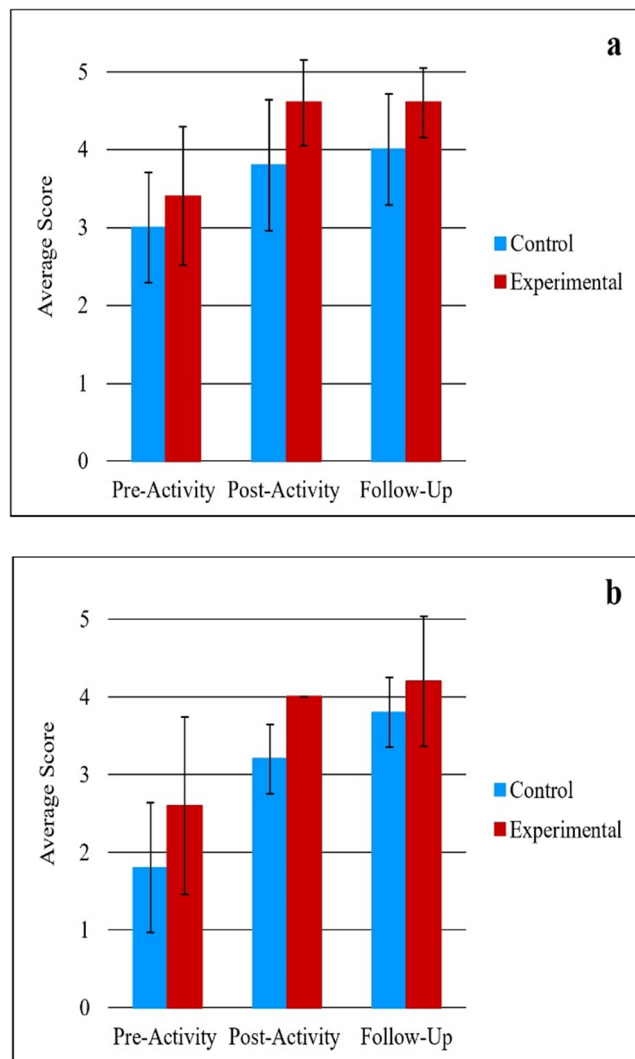 a
5
4
3
2
1
0
Average Score
Pre-Activity Post-Activity Follow-Up
Control
Experimental
b
5
4
3
2
1
0
Average Score
Pre-Activity Post-Activity Follow-Up
Control
Experimental